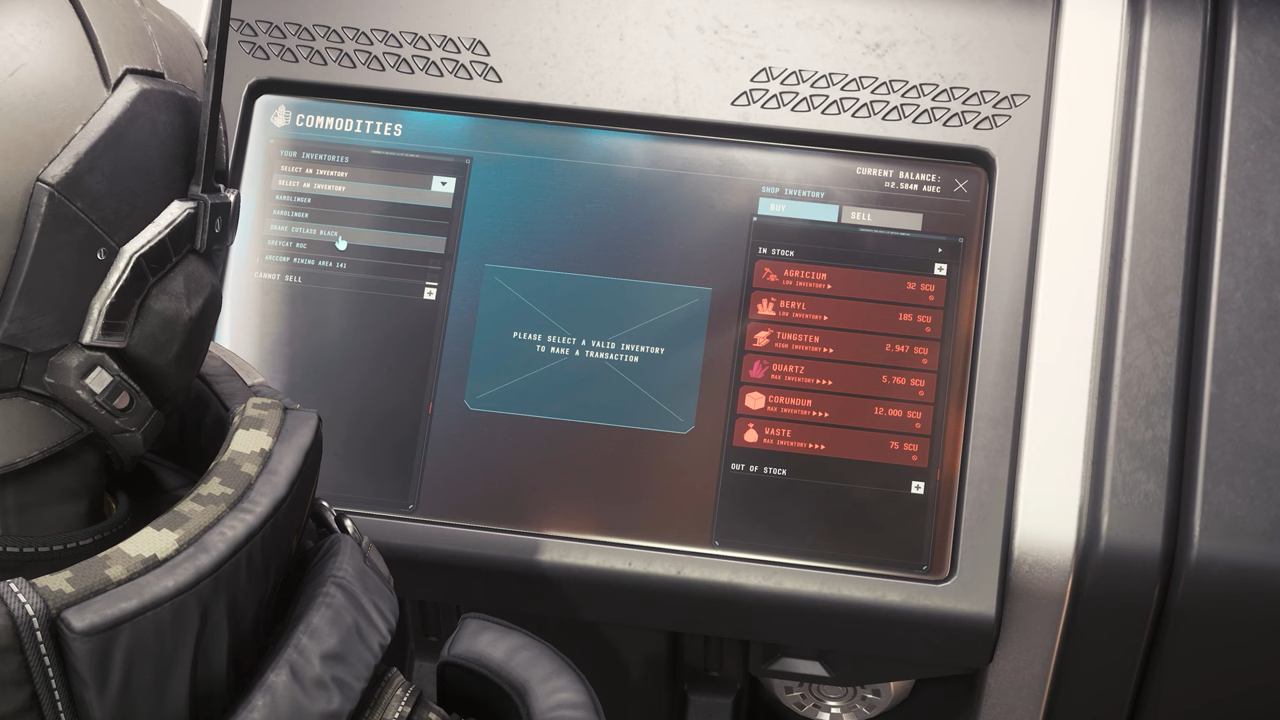 COMMODITIES
YOUR INVENTORIES
SELECT AN INVENTORY
SELECT AN INVENTORY
HARDLINGER
HARDLINGER
DRAKE CUTLASS BLACK
GREYCAT ROC
ARCCORP MINING AREA 141
CANNOT SELL
PLEASE SELECT A VALID INVENTORY
TO MAKE A TRANSACTION
CURRENT BALANCE:
¤2.584M AUEC
SHOP INVENTORY
BUY
SELL
IN STOCK
AGRICIUM
32 SCU
LOW INVENTORY
BERYL
185 SCU
LOW INVENTORY
TUNGSTEN
2,947 SCU
HIGH INVENTORY
QUARTZ
5,760 SCU
MAX INVENTORY
CORUNDUM
12,000 SCU
MAX INVENTORY
WASTE
75 SCU
MAX INVENTORY
OUT OF STOCK